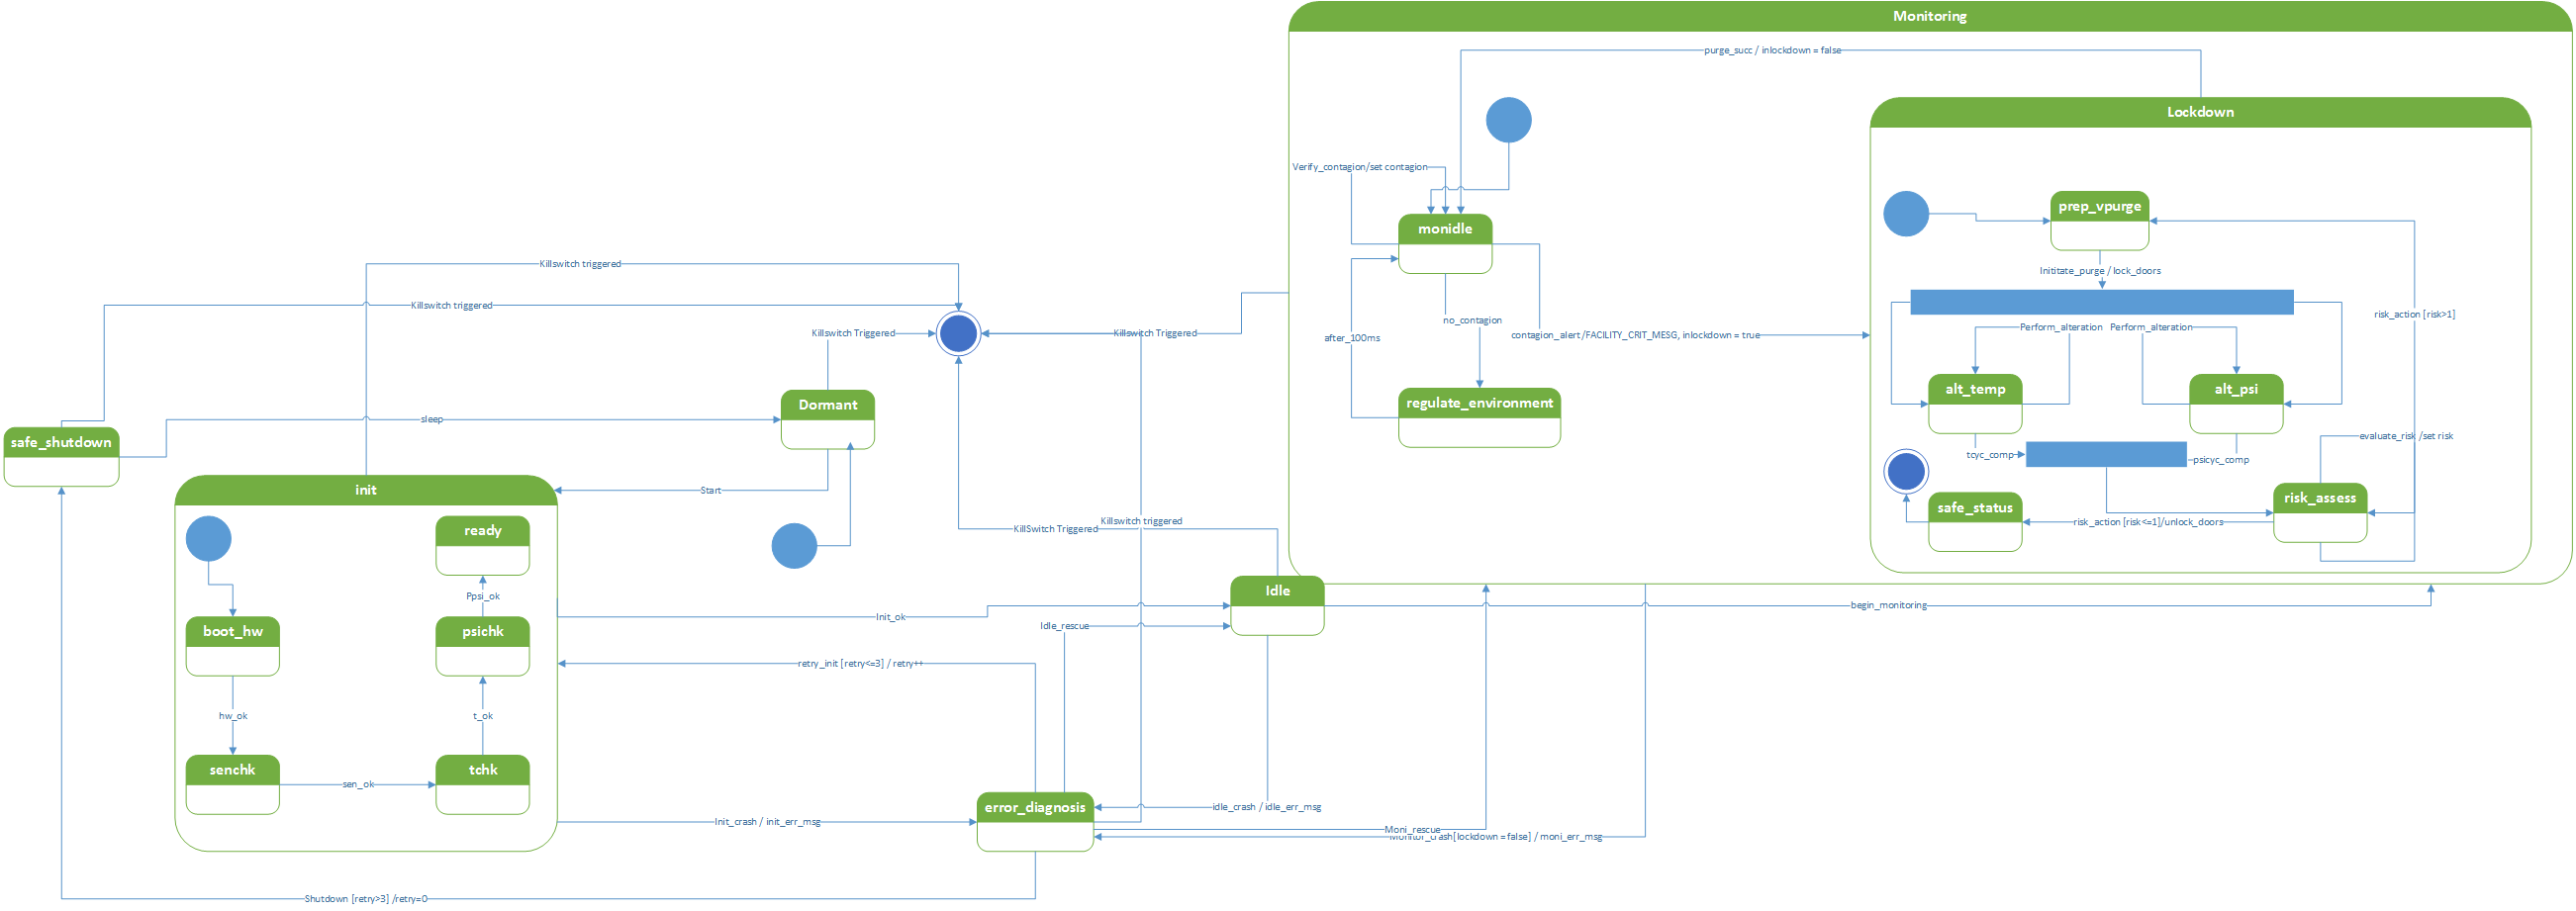 Monitoring
purge_succ / inlockdown = false
Lockdown
Verify_contagion/set contagion
prep_vpurge
monidle
Killswitch triggered
Inititate_purge / lock_doors
Killswitch triggered
risk_action [risk>1]
no_contagion
Perform_alteration
Perform_alteration
Killswitch Triggered
Killswitch Triggered
after_100ms
contagion_alert/FACILITY_CRIT_MESG, inlockdown = true
alt_temp
alt_psi
Dormant
regulate_environment
sleep
safe_shutdown
evaluate_risk /set risk
tcyc_comp
psicyc_comp
init
Start
risk_assess
safe_status
ready
KillSwitch Triggered
Killswitch triggered
risk_action [risk<=1]/unlock_doors
Idle
Ppsi_ok
begin_monitoring
Init_ok
Idle_rescue
boot_hw
psichk
retry_init [retry<=3] / retry++
hw_ok
t_ok
senchk
tchk
sen_ok
error_diagnosis
idle_crash / idle_err_msg
Init_crash / init_err_msg
Moni_rescue
Monitor_crash[lockdown = false] / moni_err_msg
Shutdown [retry>3] /retry=0